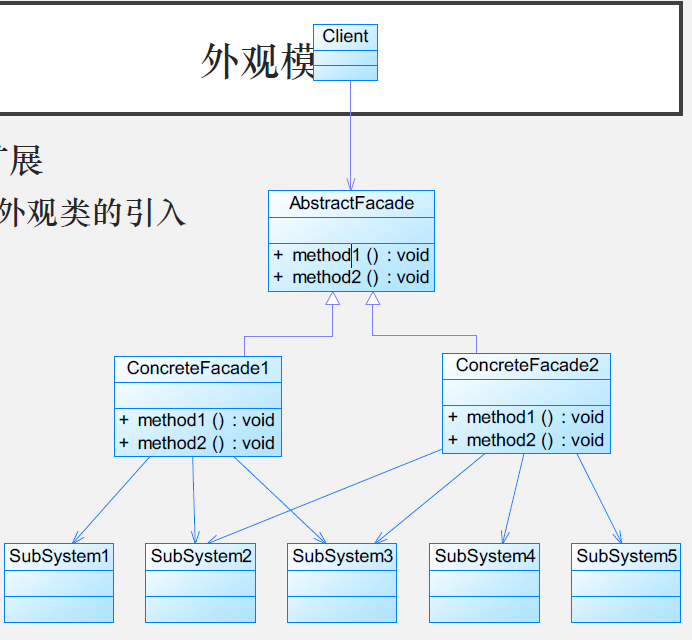 外观模
Client
展
外观类的引入
AbstractFacade
+ method1 () : void
+ method2 () : void
ConcreteFacade1
+ method1 () : void
+ method2 () : void
ConcreteFacade2
+ method1 () : void
+ method2 () : void
SubSystem1
SubSystem2
SubSystem3
SubSystem4
SubSystem5